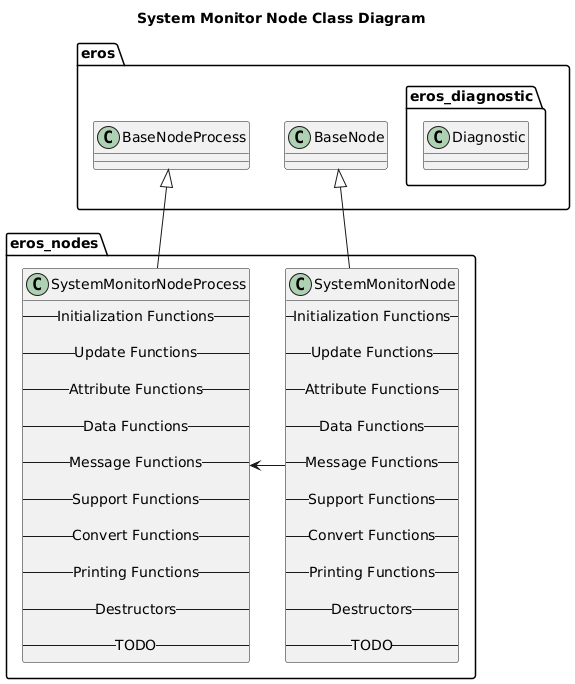 System Monitor Node Class Diagram
eros
eros_diagnostic
C BaseNodeProcess
C BaseNode
C Diagnostic
eros_nodes
C SystemMonitorNodeProcess
Initialization Functions
Update Functions
Attribute Functions
Data Functions
Message Functions
Support Functions
Convert Functions
Printing Functions
Destructors
TODO
C SystemMonitorNode
Initialization Functions
Update Functions
Attribute Functions
Data Functions
Message Functions
Support Functions
Convert Functions
Printing Functions
Destructors
TODO